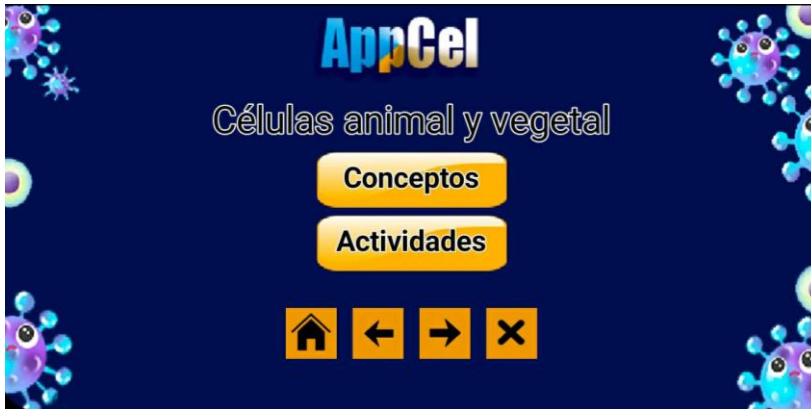 AppCel
Células animal y vegetal
Conceptos
Actividades